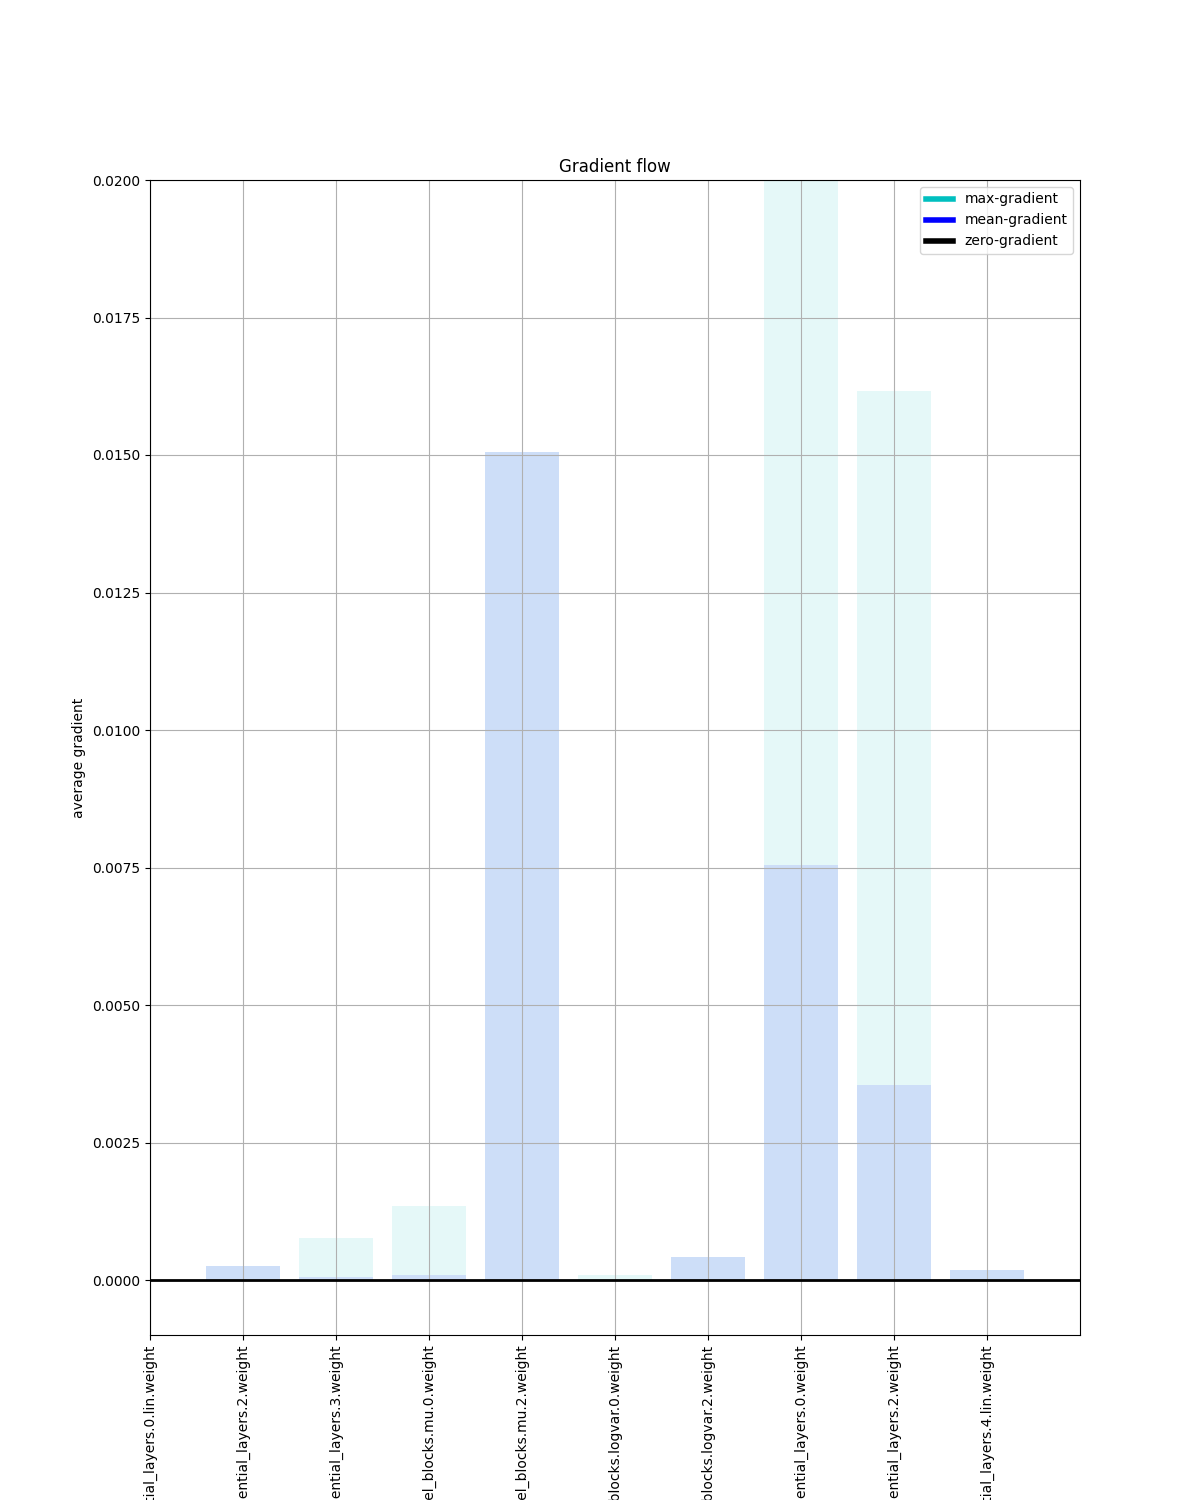 Gradient flow
max-gradient
mean-gradient
zero-gradient
0.0200
0.0175
0.0150
0.0125
0.0100
0.0075
0.0050
0.0025
0.0000
average gradient
tial_layers.0.lin.weight
ential_layers.2.weight
ential_layers.3.weight
el_blocks.mu.0.weight
el_blocks.mu.2.weight
blocks.logvar.0.weight
blocks.logvar.2.weight
ential_layers.0.weight
ential_layers.2.weight
tial_layers.4.lin.weight